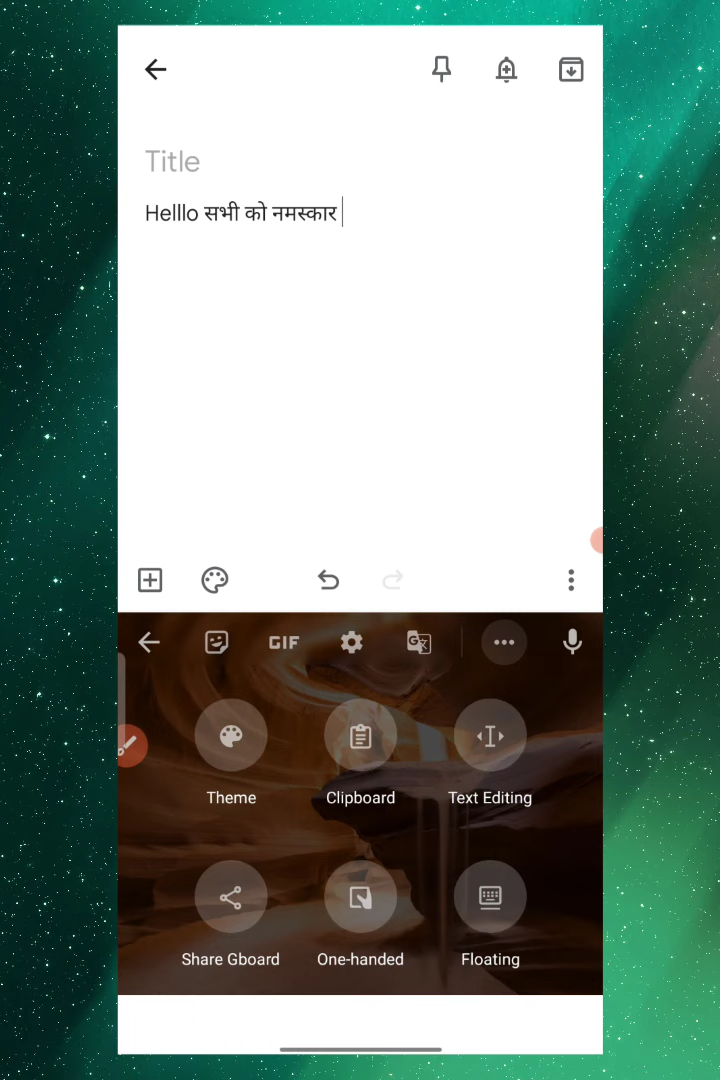 Title
Helllo सभी को नमस्कार
GIF
Theme
Clipboard
Text Editing
Share Gboard
One-handed
Floating